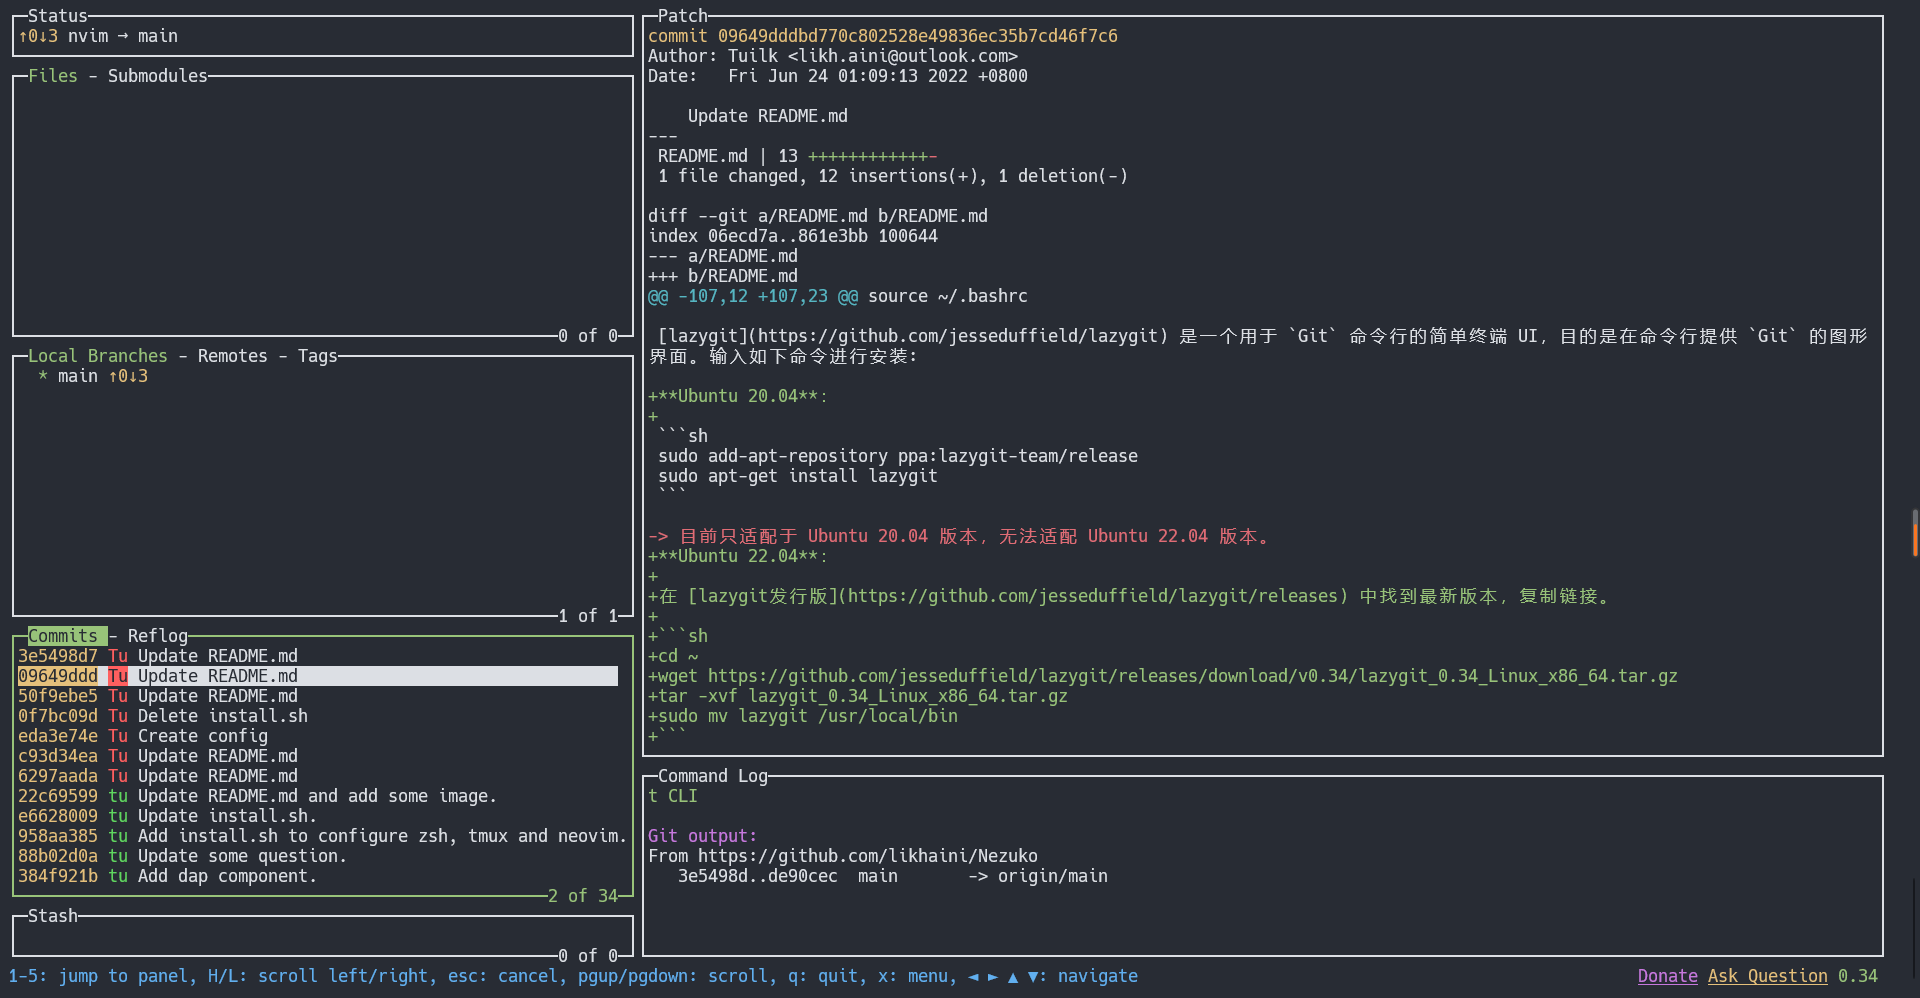 Status
↑0↓3 nvim → main
Files - Submodules
0 of 0
Local Branches - Remotes - Tags
* main ↑0↓3
1 of 1
Commits - Reflog
3e5498d7 Tu Update README.md
09649ddd Tu Update README.md
50f9ebe5 Tu Update README.md
0f7bc09d Tu Delete install.sh
eda3e74e Tu Create config
c93d34ea Tu Update README.md
6297aada Tu Update README.md
22c69599 tu Update README.md and add some image.
e6628009 tu Update install.sh.
958aa385 tu Add install.sh to configure zsh, tmux and neovim.
88b02d0a tu Update some question.
384f921b tu Add dap component.
2 of 34
Stash
0 of 0
Patch
commit 09649dddbd770c802528e49836ec35b7cd46f7c6
Author: Tuilk <likh.aini@outlook.com>
Date:   Fri Jun 24 01:09:13 2022 +0800
    Update README.md
---
 README.md | 13 ++++++++++++-
 1 file changed, 12 insertions(+), 1 deletion(-)
diff --git a/README.md b/README.md
index 06ecd7a..861e3bb 100644
--- a/README.md
+++ b/README.md
@@ -107,12 +107,23 @@ source ~/.bashrc
 [lazygit](https://github.com/jesseduffield/lazygit) 是一个用于 `Git` 命令行的简单终端 UI，目的是在命令行提供 `Git` 的图形
界面。输入如下命令进行安装：
+**Ubuntu 20.04**：
+
 ```sh
 sudo add-apt-repository ppa:lazygit-team/release
 sudo apt-get install lazygit
 ```
-> 目前只适配于 Ubuntu 20.04 版本，无法适配 Ubuntu 22.04 版本。
+**Ubuntu 22.04**：
+
+在 [lazygit发行版](https://github.com/jesseduffield/lazygit/releases) 中找到最新版本，复制链接。
+
+```sh
+cd ~
+wget https://github.com/jesseduffield/lazygit/releases/download/v0.34/lazygit_0.34_Linux_x86_64.tar.gz
+tar -xvf lazygit_0.34_Linux_x86_64.tar.gz
+sudo mv lazygit /usr/local/bin
+```
Command Log
t CLI
Git output:
From https://github.com/likhaini/Nezuko
   3e5498d..de90cec  main       -> origin/main
1-5: jump to panel, H/L: scroll left/right, esc: cancel, pgup/pgdown: scroll, q: quit, x: menu, ◄ ► ▲ ▼: navigate
Donate Ask Question 0.34